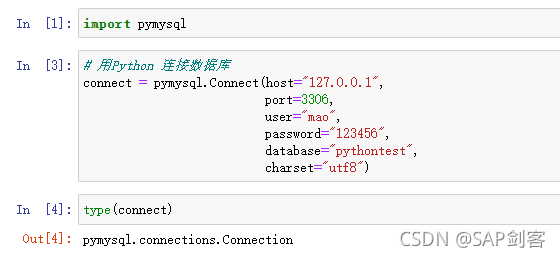 In [1]: import pymysql
In [3]: # 用Python 连接数据库
connect = pymysql.Connect(host="127.0.0.1",
port=3306,
user="mao",
password="123456",
database="pythontest",
charset="utf8")
In [4]: type(connect)
Out[4]: pymysql.connections.Connection
CSDN @SAP剑客